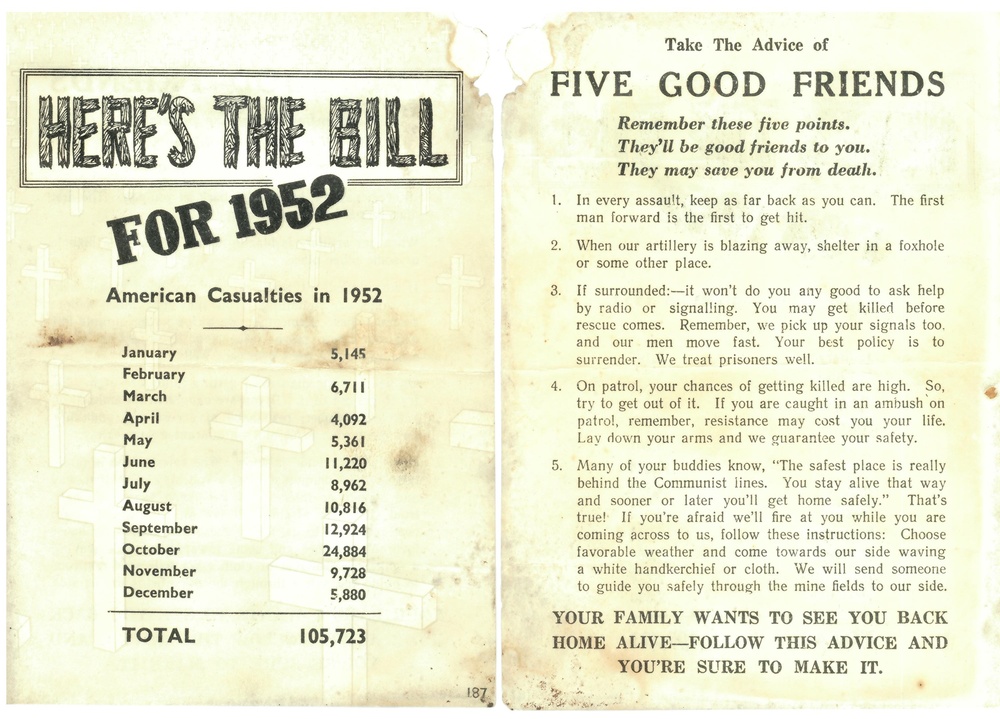 HERE'S THE BILL
FOR 1952
American Casualties in 1952
January 5,145
February
6,711
March
April 4,092
May 5,361
June 11,220
July 8,962
August 10,816
September 12,924
October 24,884
November 9,728
December 5,880
TOTAL 105,723
187
Take The Advice of
FIVE GOOD FRIENDS
Remember these five points.
They'll be good friends to you.
They may save you from death.
1. In every assault, keep as far back as you can. The first
man forward is the first to get hit.
2. When our artillery is blazing away, shelter in a foxhole
or some other place.
3. If surrounded:—it won't do you any good to ask help
by radio or signalling. You may get killed before
rescue comes. Remember, we pick up your signals too.
and our men move fast. Your best policy is to
surrender. We treat prisoners well.
4. On patrol, your chances of getting killed are high. So,
try to get out of it. If you are caught in an ambush on
patrol, remember, resistance may cost you your life.
Lay down your arms and we guarantee your safety.
5. Many of your buddies know, "The safest place is really
behind the Communist lines. You stay alive that way
and sooner or later you'll get home safely." That's
true! If you're afraid we'll fire at you while you are
coming across to us, follow these instructions: Choose
favorable weather and come towards our side waving
a white handkerchief or cloth. We will send someone
to guide you safely through the mine fields to our side.
YOUR FAMILY WANTS TO SEE YOU BACK
HOME ALIVE—FOLLOW THIS ADVICE AND
YOU'RE SURE TO MAKE IT.